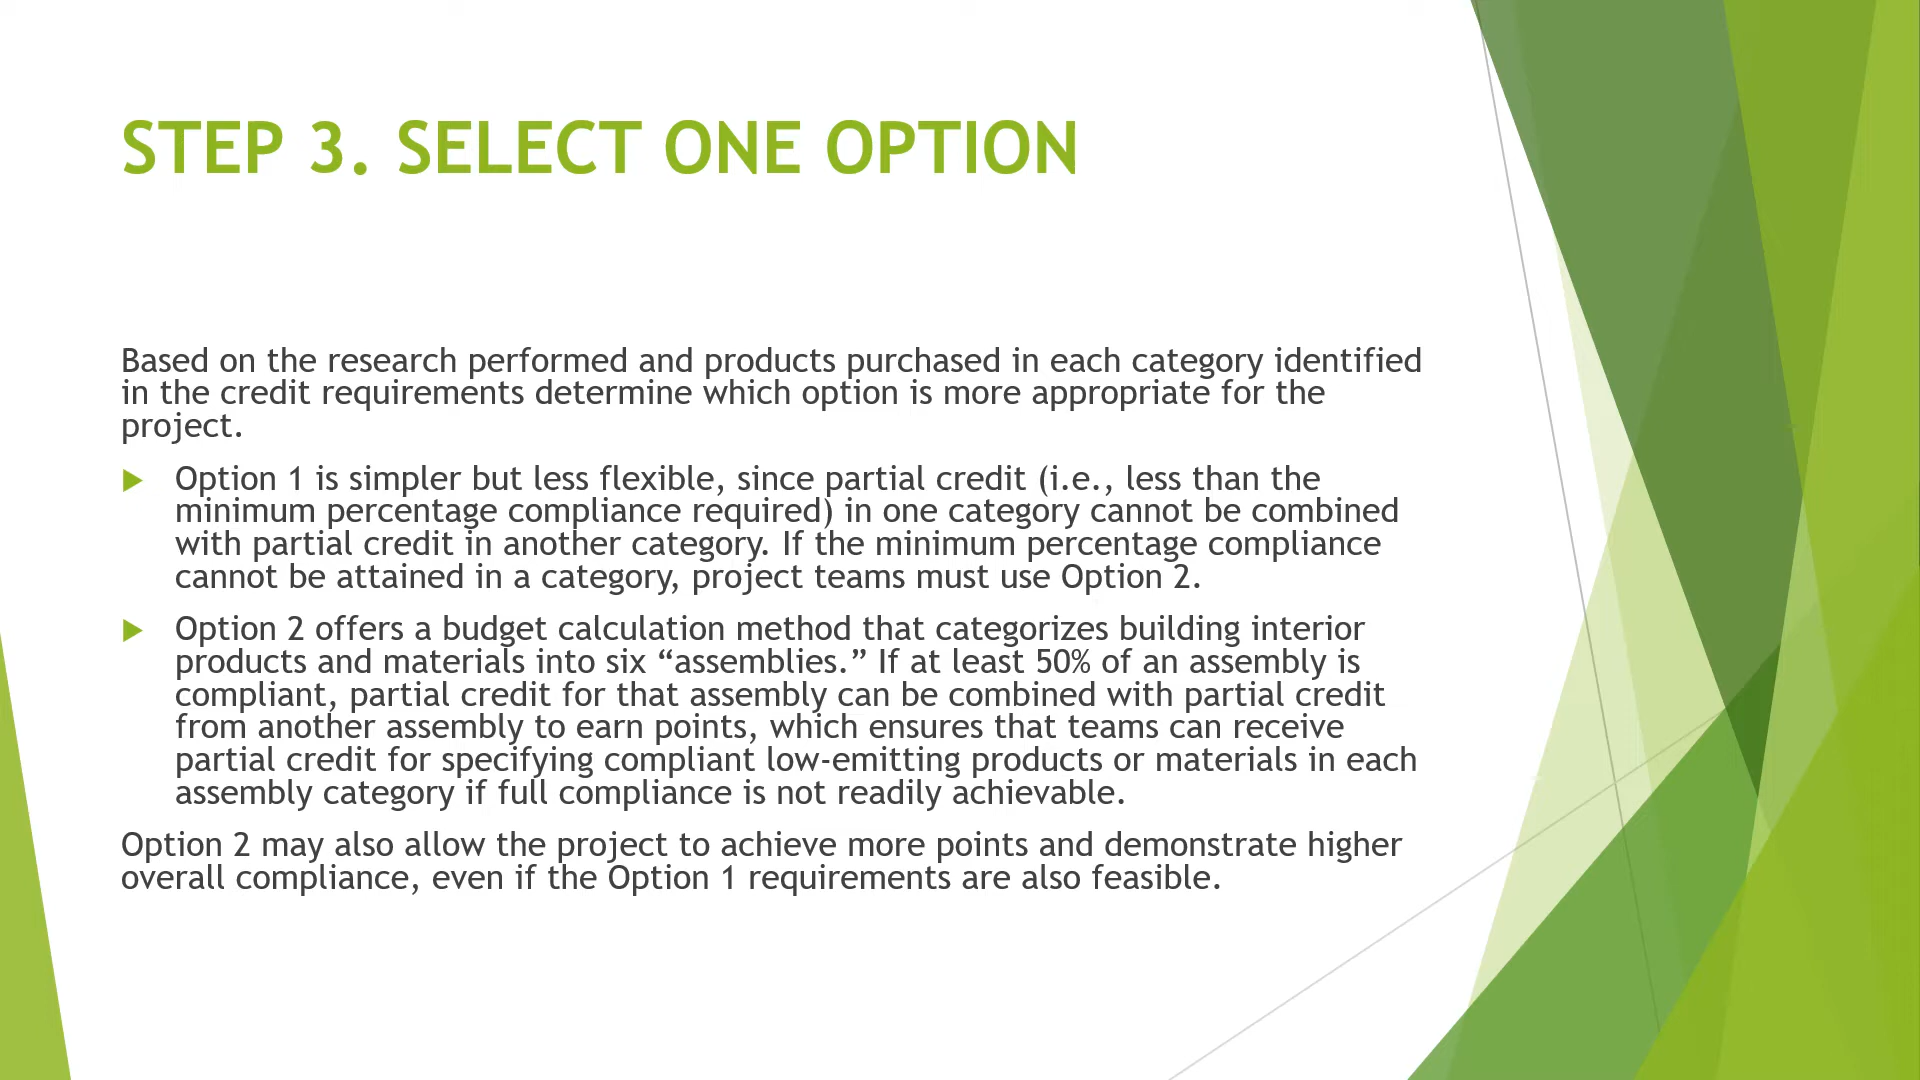 STEP 3. SELECT ONE OPTION
Based on the research performed and products purchased in each category identified
in the credit requirements determine which option is more appropriate for the
project.
Option 1 is simpler but less flexible, since partial credit (i.e., less than the
minimum percentage compliance required) in one category cannot be combined
with partial credit in another category. If the minimum percentage compliance
cannot be attained in a category, project teams must use Option 2.
Option 2 offers a budget calculation method that categorizes building interior
products and materials into six “assemblies.” If at least 50% of an assembly is
compliant, partial credit for that assembly can be combined with partial credit
from another assembly to earn points, which ensures that teams can receive
partial credit for specifying compliant low-emitting products or materials in each
assembly category if full compliance is not readily achievable.
Option 2 may also allow the project to achieve more points and demonstrate higher
overall compliance, even if the Option 1 requirements are also feasible.